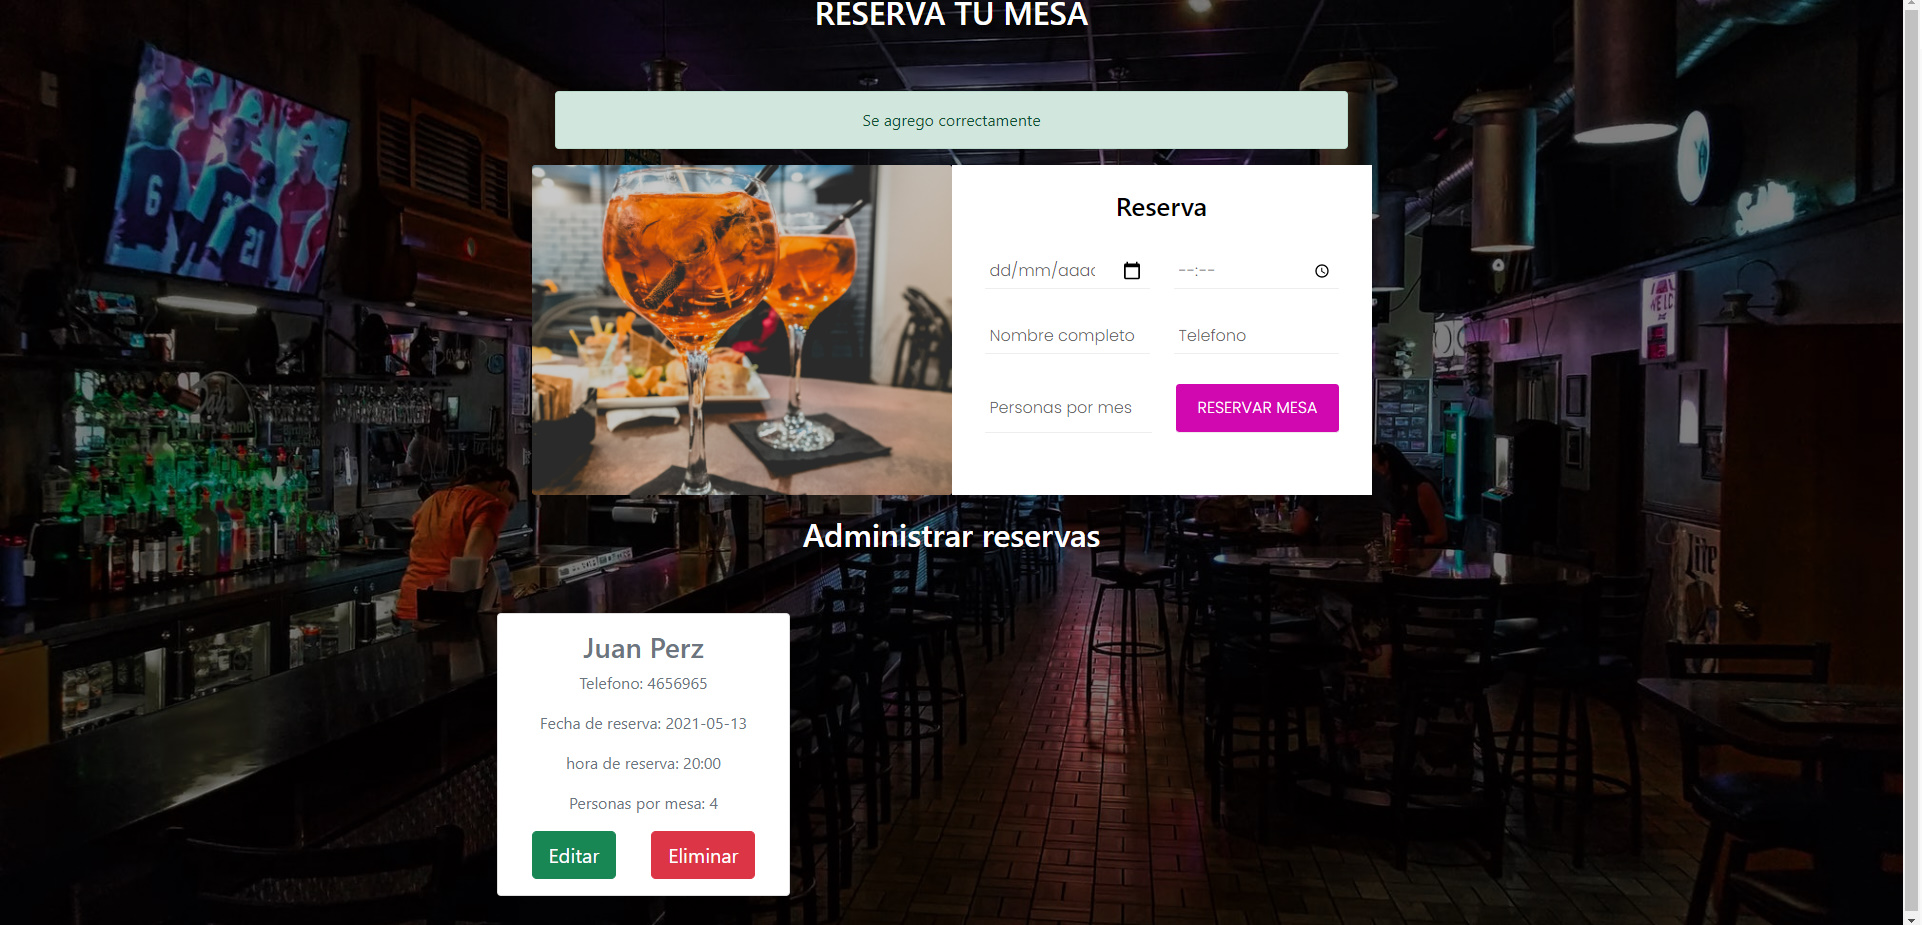 RESERVA TU MESA
Se agrego correctamente
Reserva
dd/mm/aaaa
--:--
Nombre completo
Telefono
Personas por mes
RESERVAR MESA
Administrar reservas
Juan Perz
Telefono: 4656965
Fecha de reserva: 2021-05-13
hora de reserva: 20:00
Personas por mesa: 4
Editar
Eliminar
6
21